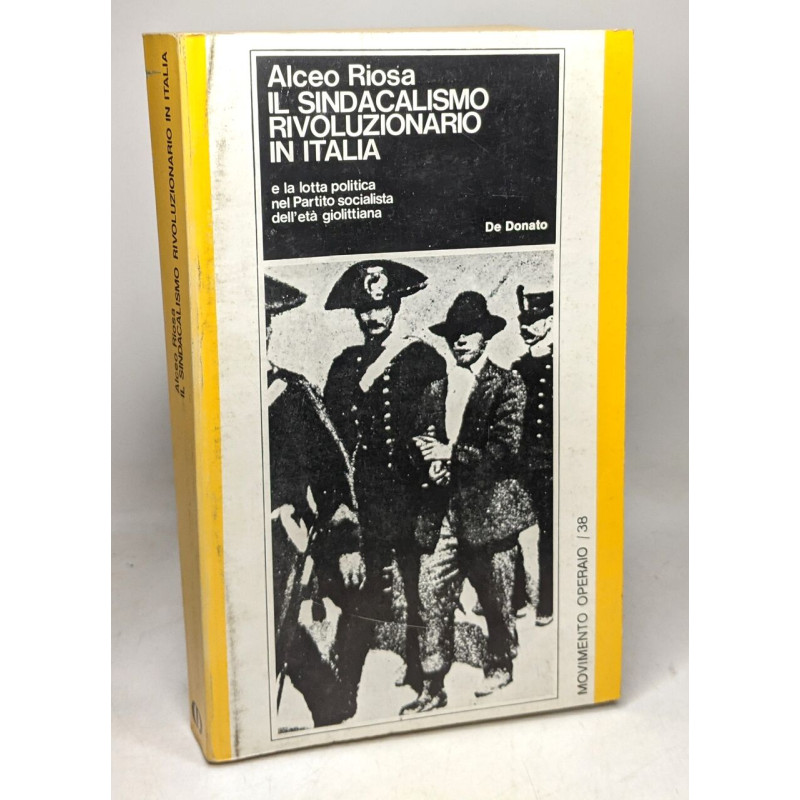 Alceo Riosa
IL SINDACALISMO
RIVOLUZIONARIO
IN ITALIA
e la lotta politica
nel Partito socialista
dell'età giolittiana
De Donato
MOVIMENTO OPERAIO / 38
Alceo Riosa
IL SINDACALISMO RIVOLUZIONARIO IN ITALIA